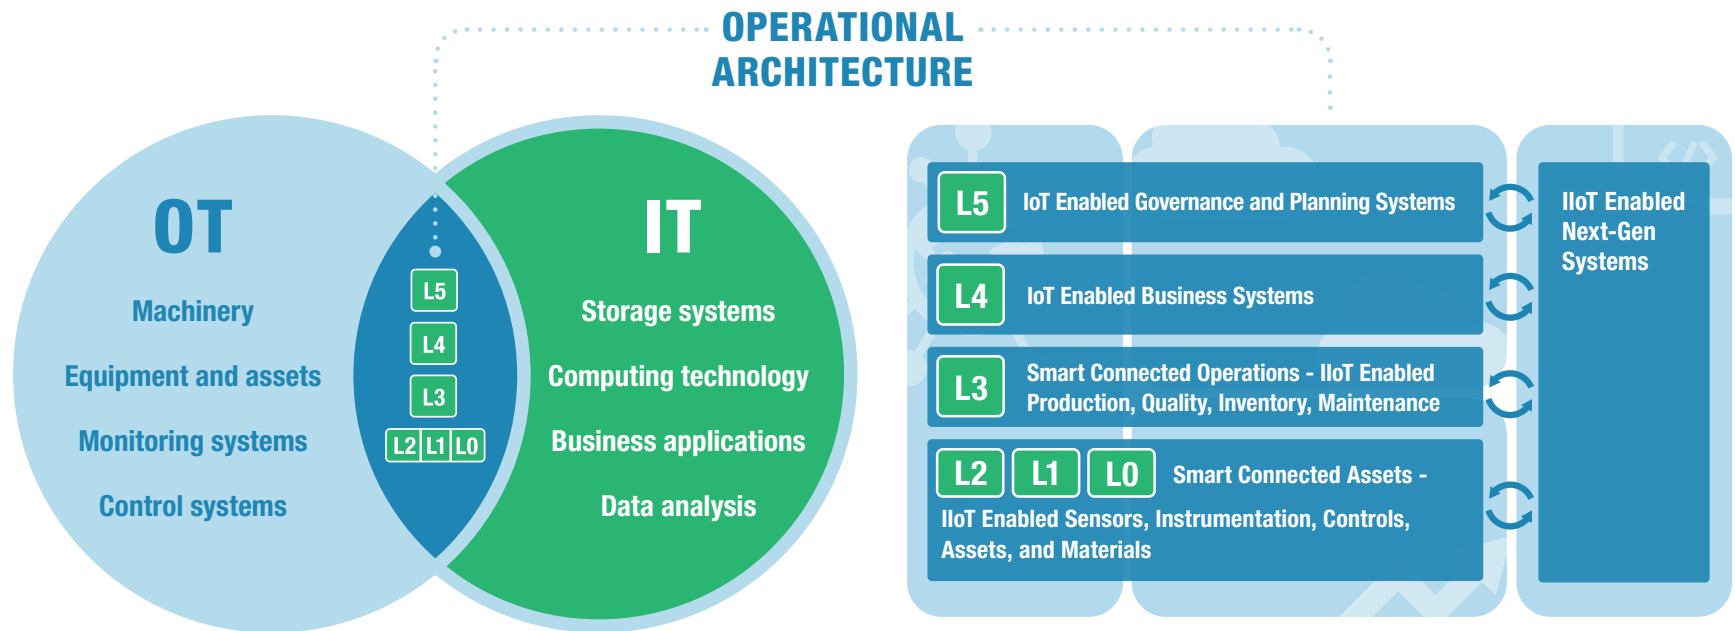 OPERATIONAL
ARCHITECTURE
OT
Machinery
Equipment and assets
Monitoring systems
Control systems
L5
L4
L3
L2 L1 L0
IT
Storage systems
Computing technology
Business applications
Data analysis
L5 IoT Enabled Governance and Planning Systems
L4 IoT Enabled Business Systems
L3 Smart Connected Operations - IIoT Enabled
Production, Quality, Inventory, Maintenance
L2 L1 L0 Smart Connected Assets -
IIoT Enabled Sensors, Instrumentation, Controls,
Assets, and Materials
IIoT Enabled
Next-Gen
Systems